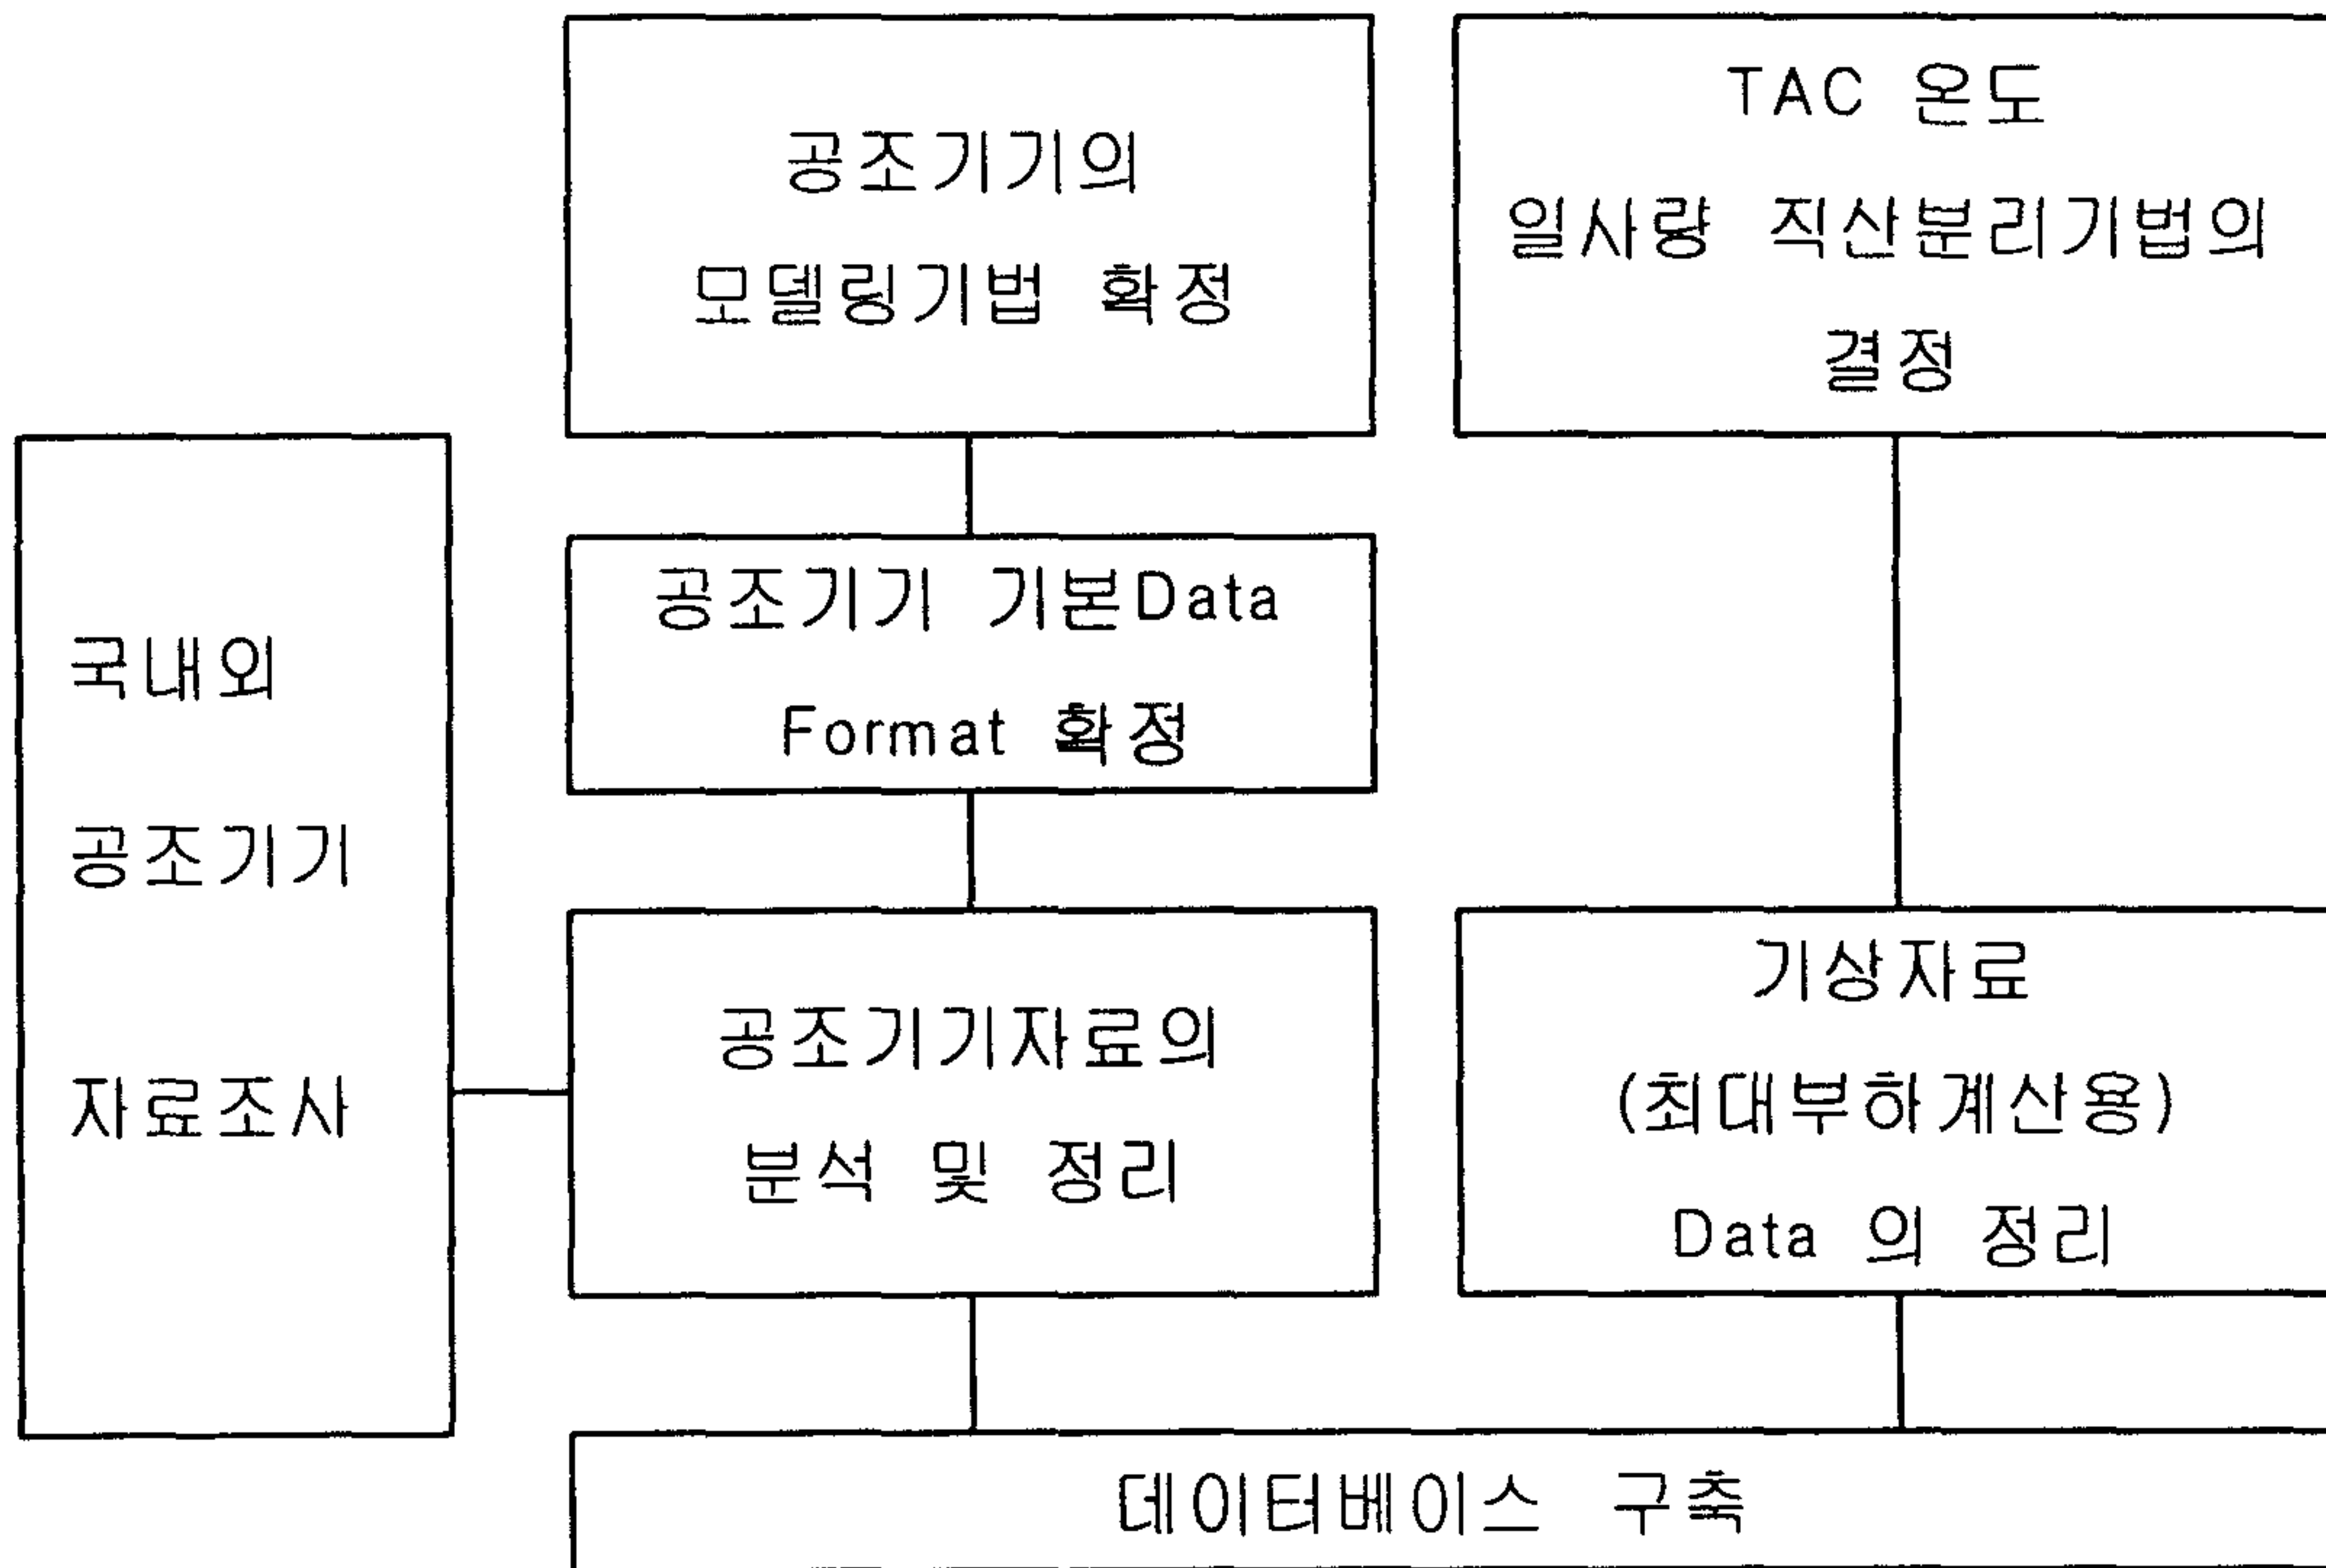 공조기기의
모델링기법 확정
TAC 온도
일사량 직산분리기법의
결정
국내외
공조기기
자료조사
공조기기 기본Data
Format 확정
공조기기자료의
분석 및 정리
기상자료
(최대부하계산용)
Data 의 정리
데이터베이스 구축